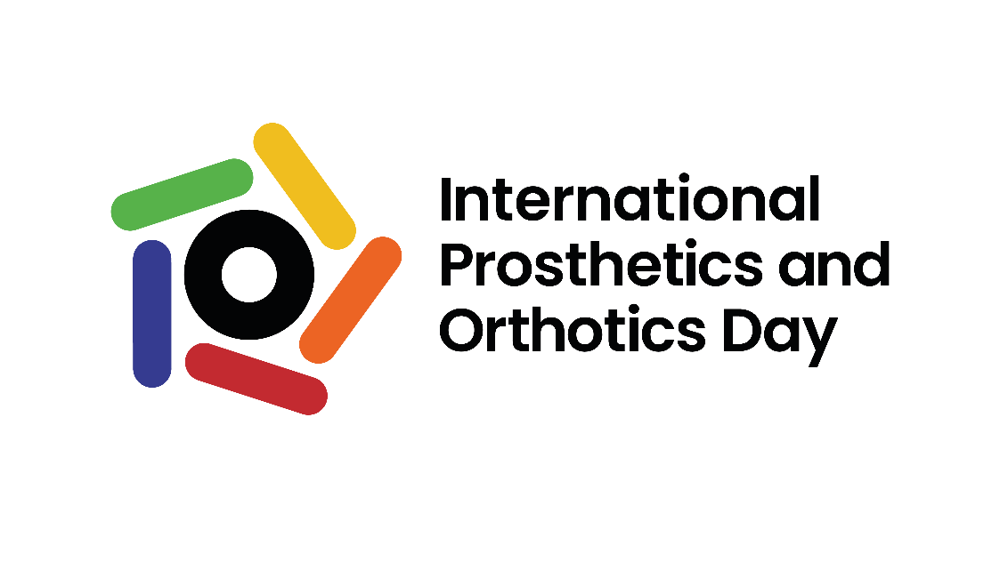 International
Prosthetics and
Orthotics Day